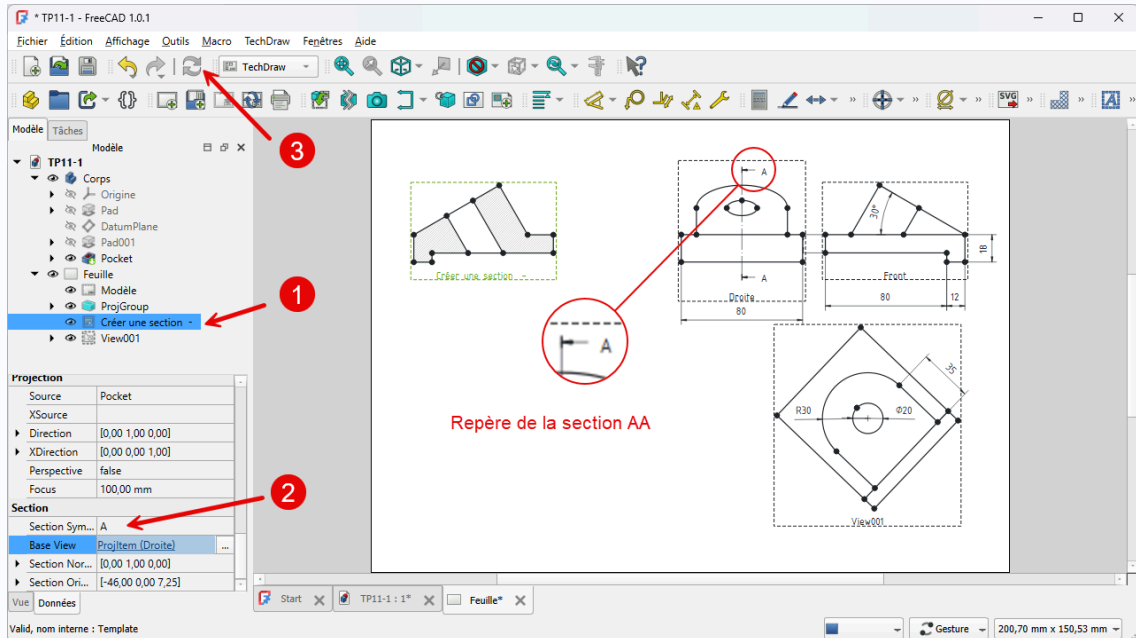 * TP11-1 - FreeCAD 1.0.1
Fichier Édition Affichage Outils Macro TechDraw Fenêtres Aide
TechDraw
SVG
A
Modèle Tâches
Modèle
TP11-1
Corps
Origine
Pad
DatumPlane
Pad001
Pocket
Feuille
Modèle
ProjGroup
Créer une section -
View001
Projection
Source Pocket
XSource
Direction [0,00 1,00 0,00]
XDirection [0,00 0,00 1,00]
Perspective false
Focus 100,00 mm
Section
Section Sym... A
Base View ProjItem (Droite) ...
Section Nor... [0,00 1,00 0,00]
Section Ori... [-46,00 0,00 7,25]
Vue Données
1
2
3
Créer une section -
A
A
Droite
80
30°
18
Front
80
12
A
Repère de la section AA
35
R30
Φ20
View001
Start TP11-1 : 1* Feuille*
Valid, nom interne : Template
Gesture 200,70 mm x 150,53 mm